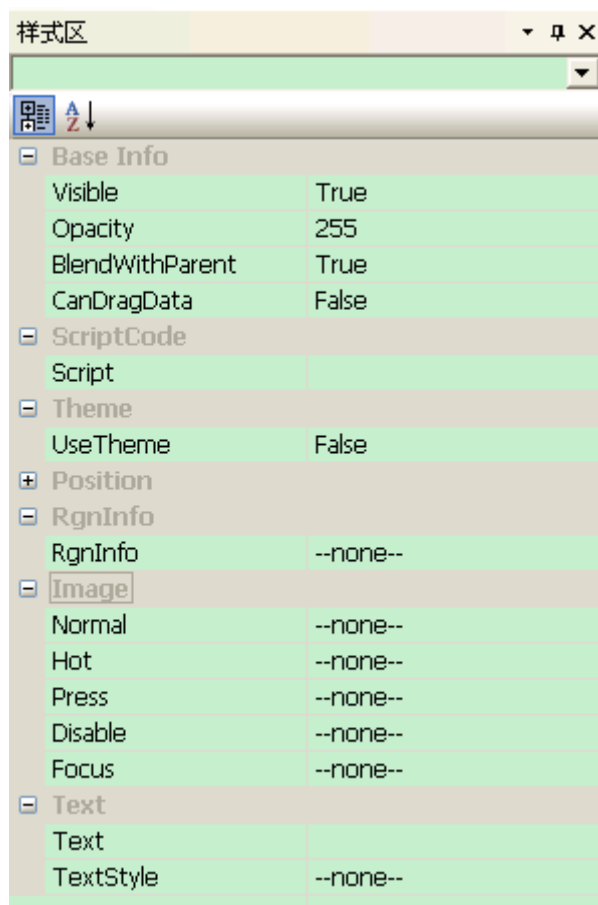 样式区
Base Info
Visible True
Opacity 255
BlendWithParent True
CanDragData False
ScriptCode
Script
Theme
UseTheme False
Position
RgnInfo
RgnInfo --none--
Image
Normal --none--
Hot --none--
Press --none--
Disable --none--
Focus --none--
Text
Text
TextStyle --none--